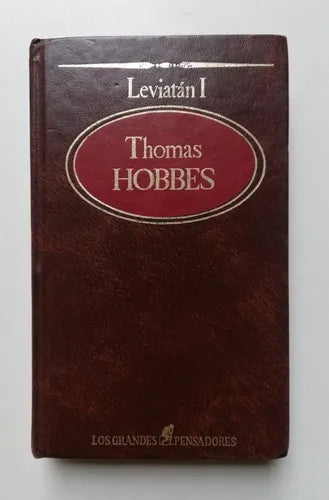 Leviatán I
Thomas
HOBBES
LOS GRANDES PENSADORES